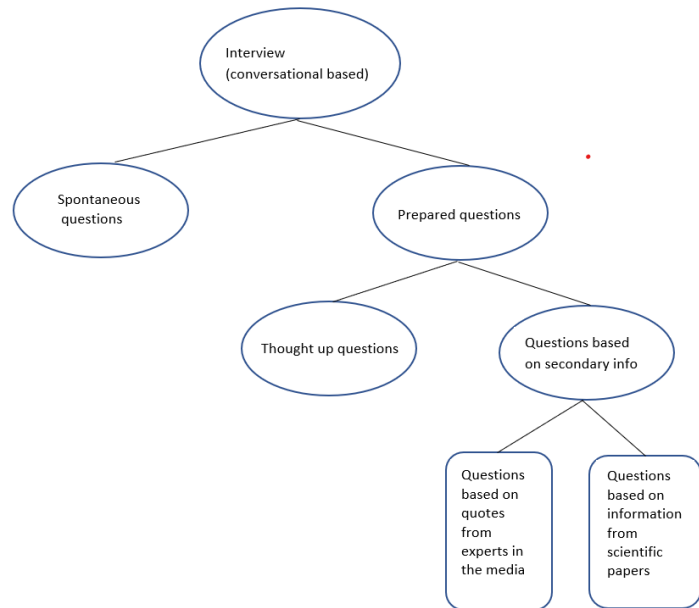 Interview
(conversational based)
Spontaneous
questions
Prepared questions
Thought up questions
Questions based
on secondary info
Questions
based on
quotes
from
experts in
the media
Questions
based on
information
from
scientific
papers